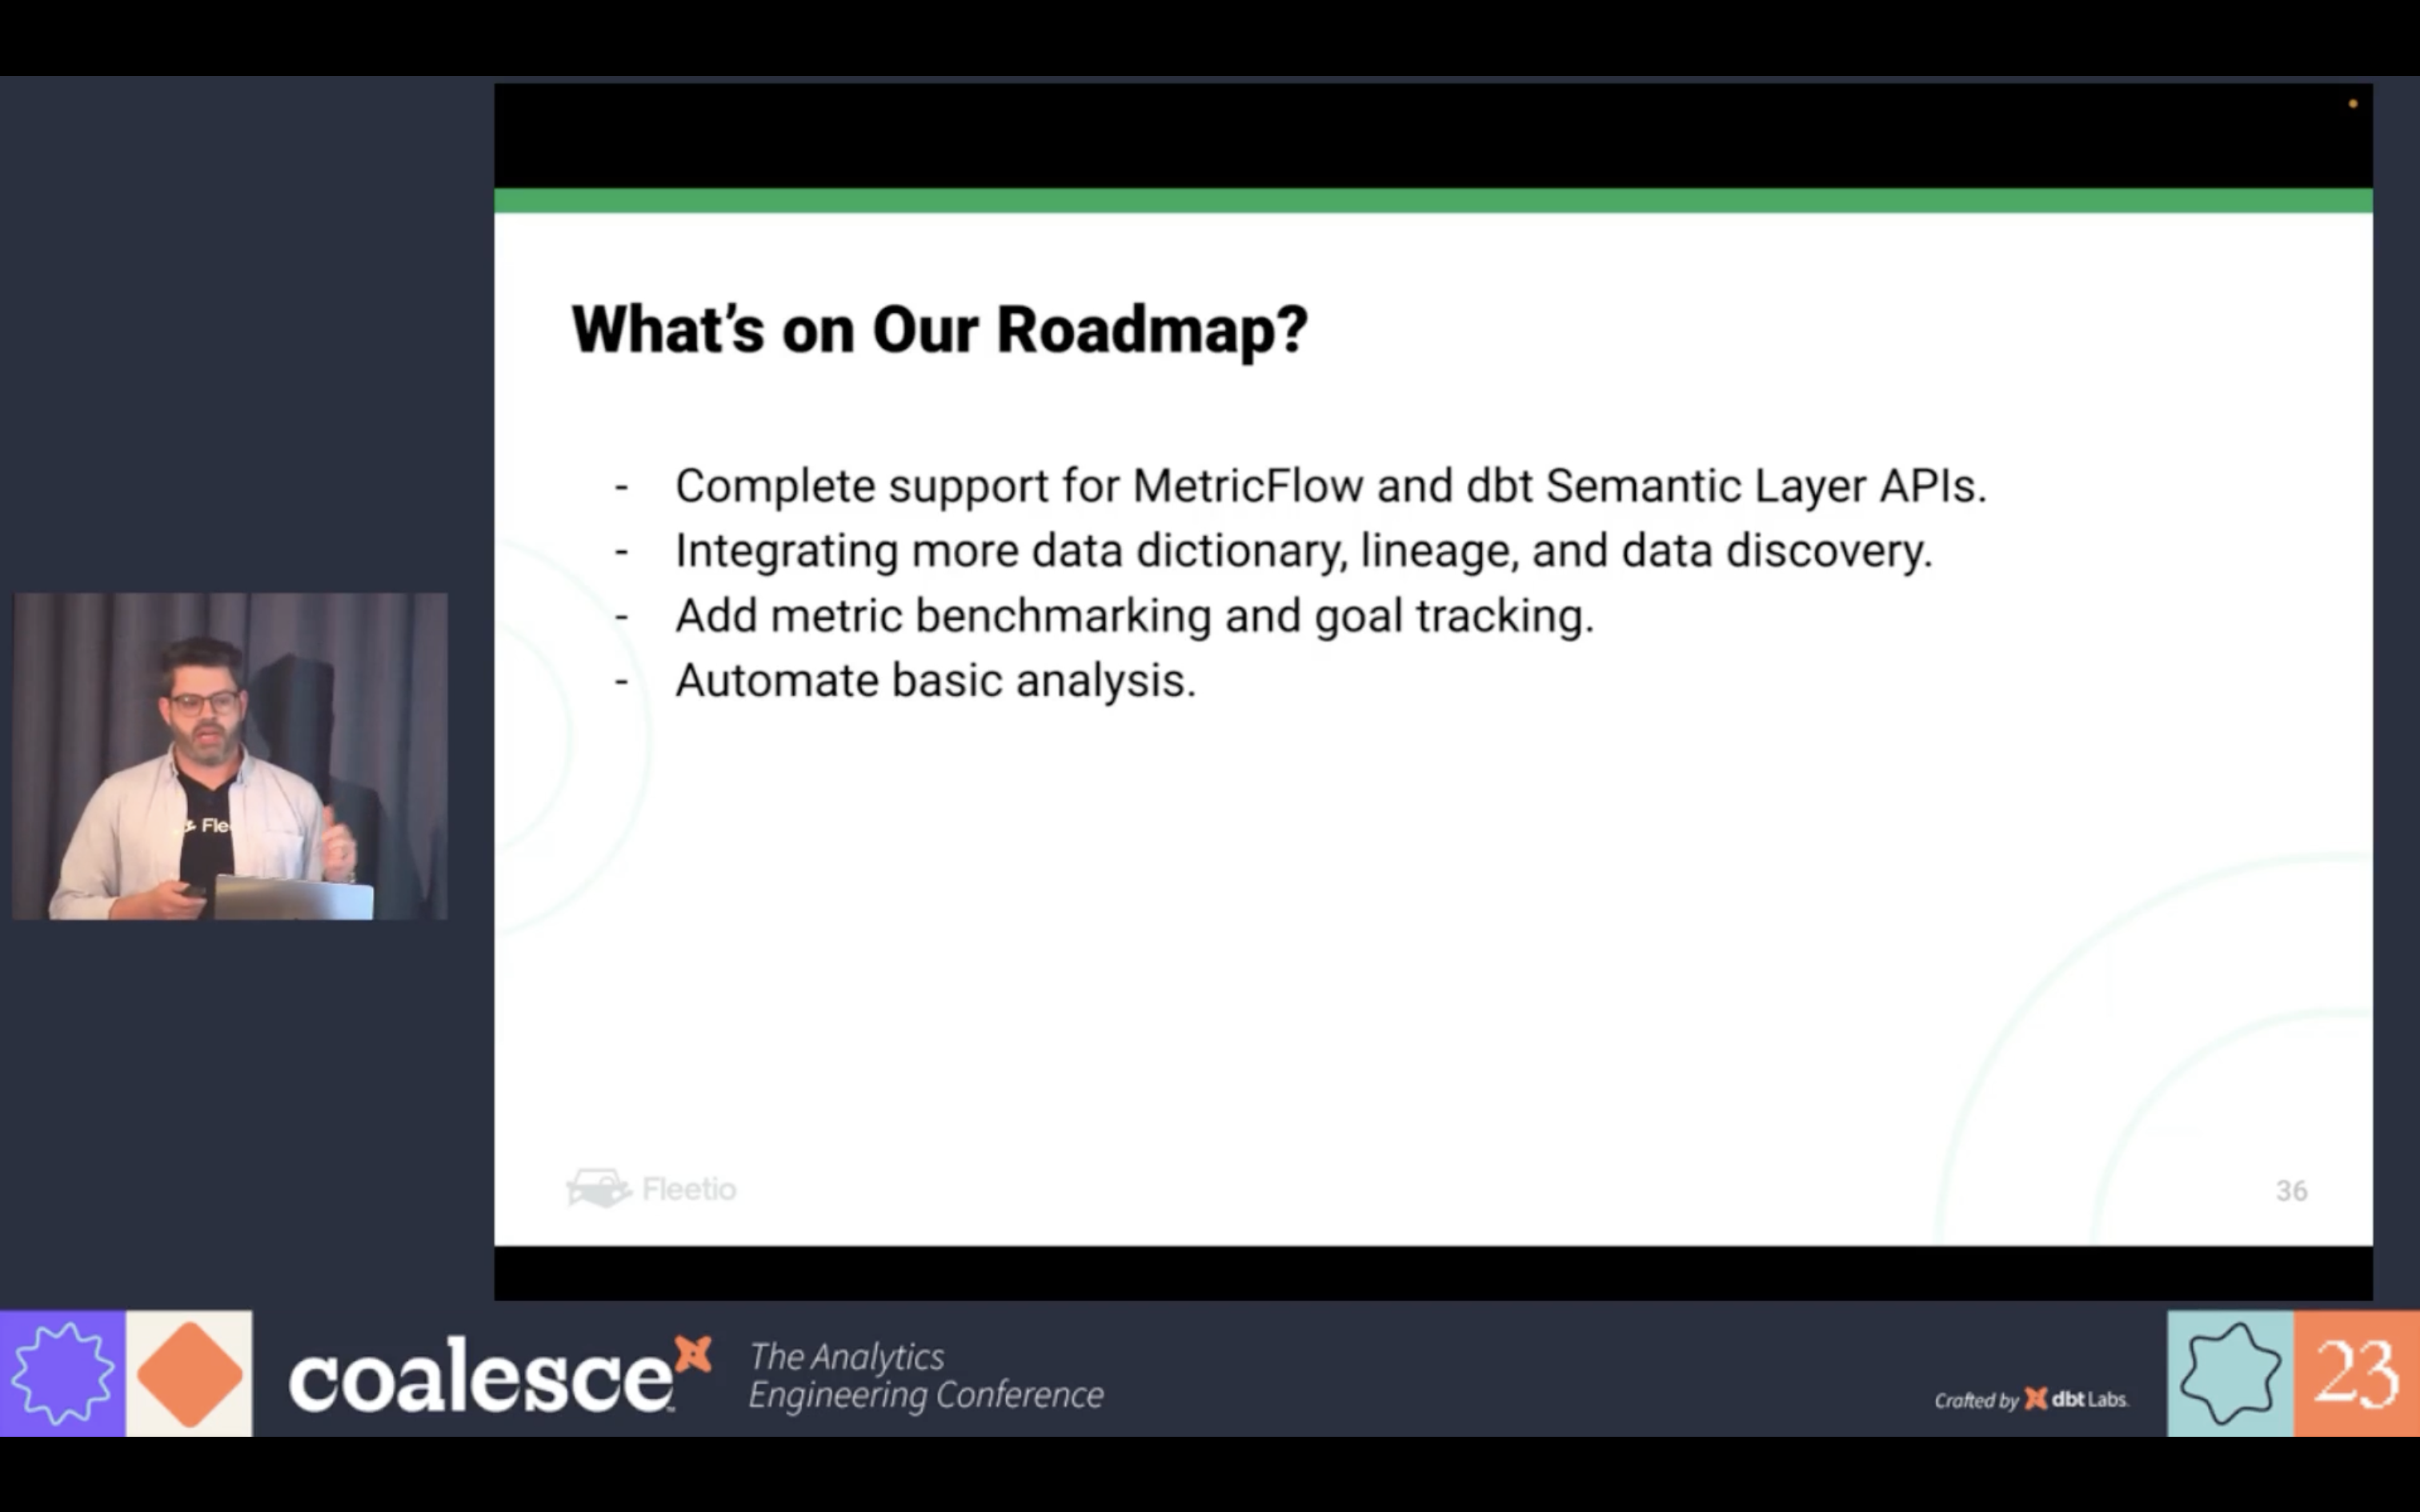 What's on Our Roadmap?
- Complete support for MetricFlow and dbt Semantic Layer APIs.
- Integrating more data dictionary, lineage, and data discovery.
- Add metric benchmarking and goal tracking.
- Automate basic analysis.
Fle
Fleetio
36
coalesce
The Analytics
Engineering Conference
Crafted by dbt Labs.
23